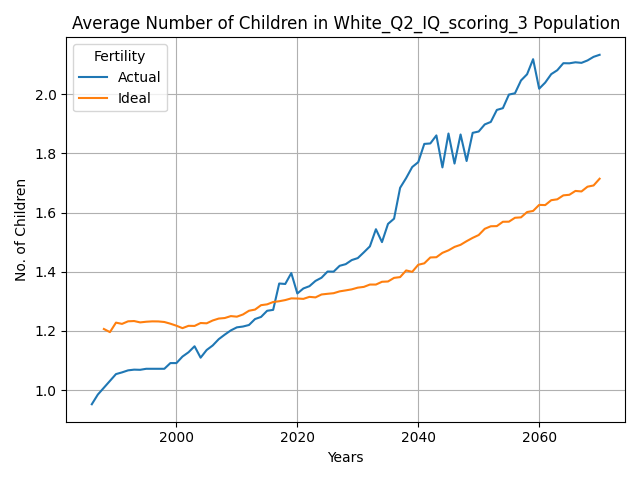 Average Number of Children in White_Q2_IQ_scoring_3 Population
Fertility
Actual
Ideal
No. of Children
2.0
1.8
1.6
1.4
1.2
1.0
2000 2020 2040 2060
Years